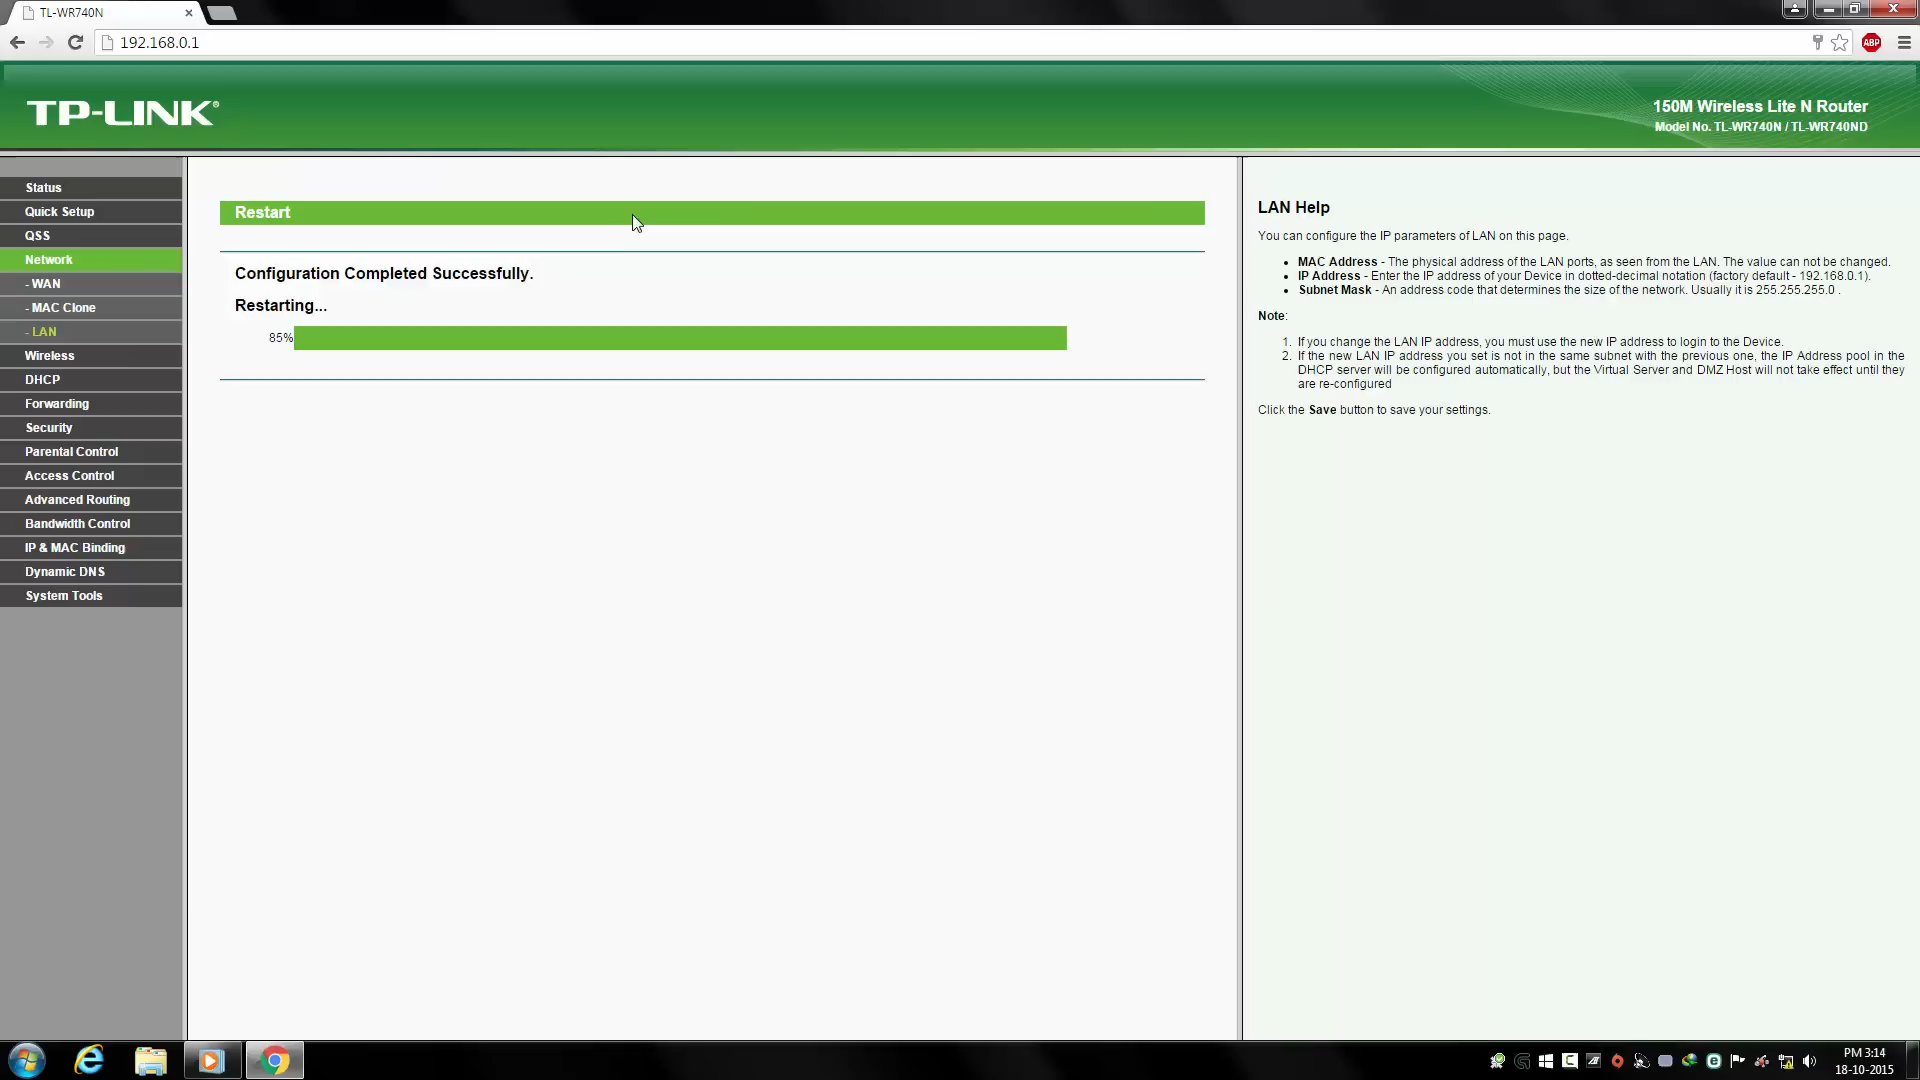 TL-WR740N
192.168.0.1
ABP
TP-LINK®
150M Wireless Lite N Router
Model No. TL-WR740N / TL-WR740ND
Status
Quick Setup
QSS
Network
- WAN
- MAC Clone
- LAN
Wireless
DHCP
Forwarding
Security
Parental Control
Access Control
Advanced Routing
Bandwidth Control
IP & MAC Binding
Dynamic DNS
System Tools
Restart
Configuration Completed Successfully.
Restarting...
85%
LAN Help
You can configure the IP parameters of LAN on this page.
• MAC Address - The physical address of the LAN ports, as seen from the LAN. The value can not be changed.
• IP Address - Enter the IP address of your Device in dotted-decimal notation (factory default - 192.168.0.1).
• Subnet Mask - An address code that determines the size of the network. Usually it is 255.255.255.0 .
Note:
1. If you change the LAN IP address, you must use the new IP address to login to the Device.
2. If the new LAN IP address you set is not in the same subnet with the previous one, the IP Address pool in the
DHCP server will be configured automatically, but the Virtual Server and DMZ Host will not take effect until they
are re-configured
Click the Save button to save your settings.
PM 3:14
18-10-2015